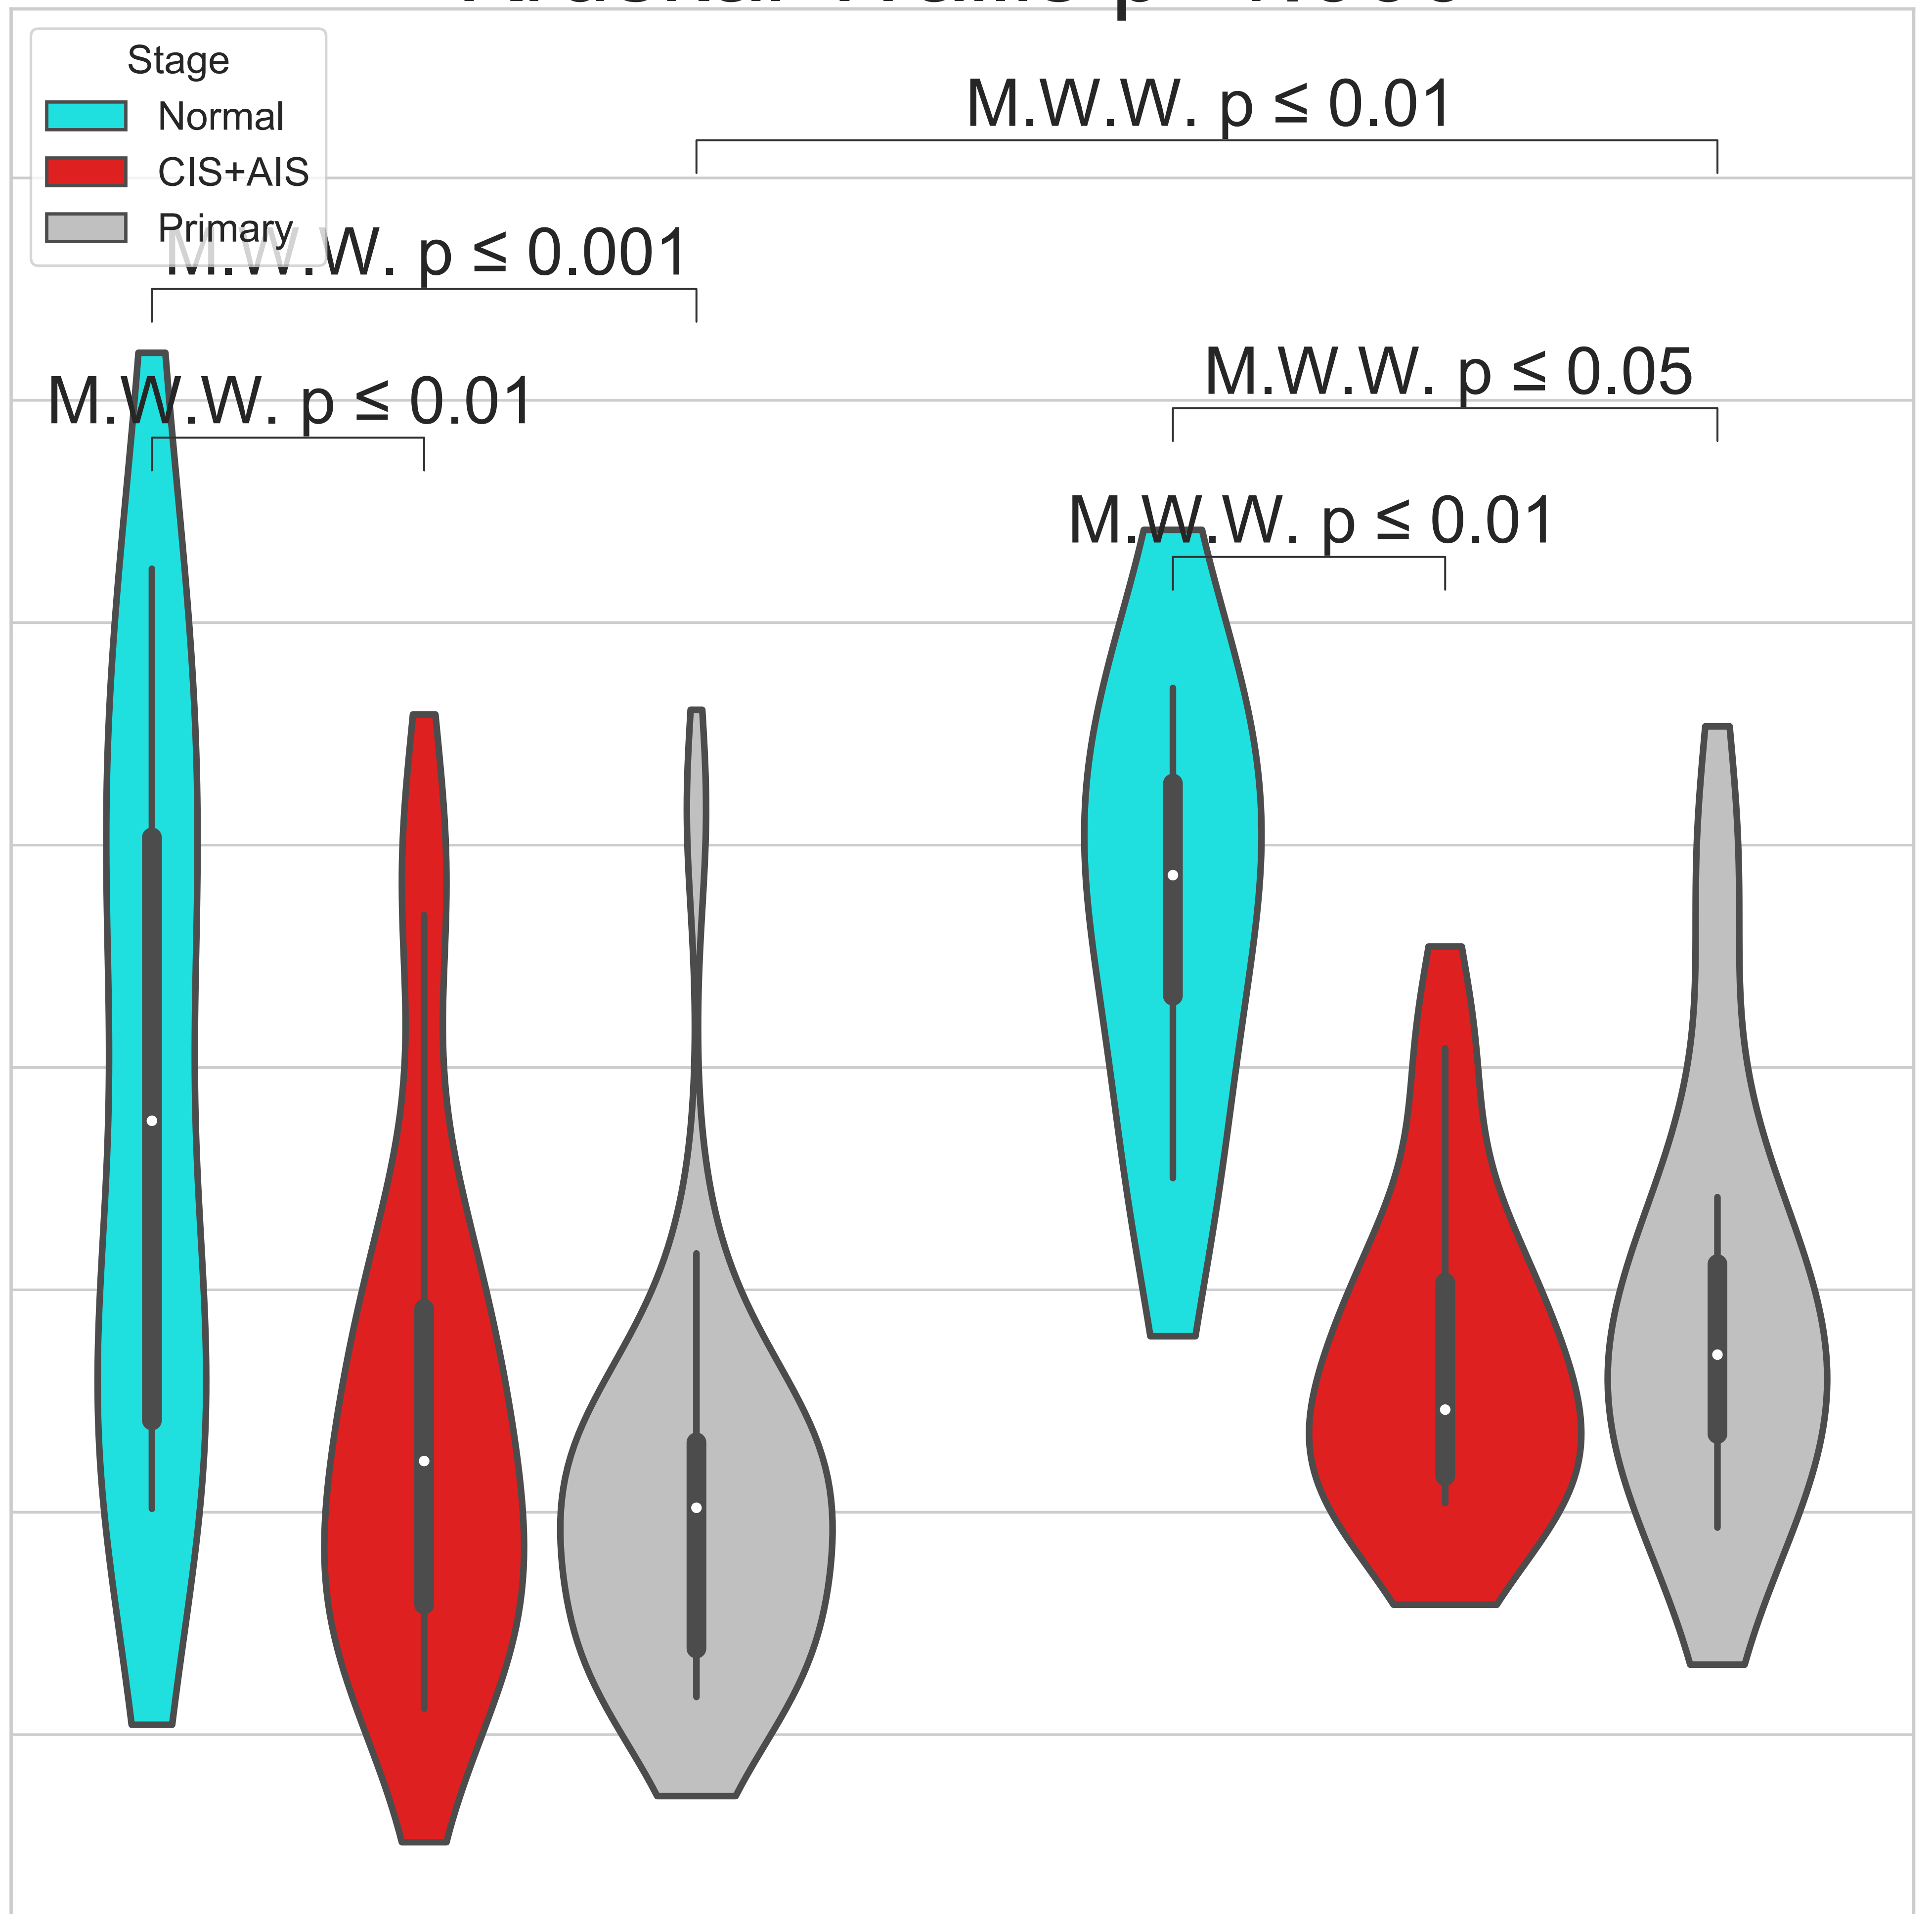 Stage
Normal
CIS+AIS
Primary
M.W.W. p ≤ 0.01
M.W.W. p ≤ 0.001
M.W.W. p ≤ 0.05
M.W.W. p ≤ 0.01
M.W.W. p ≤ 0.01